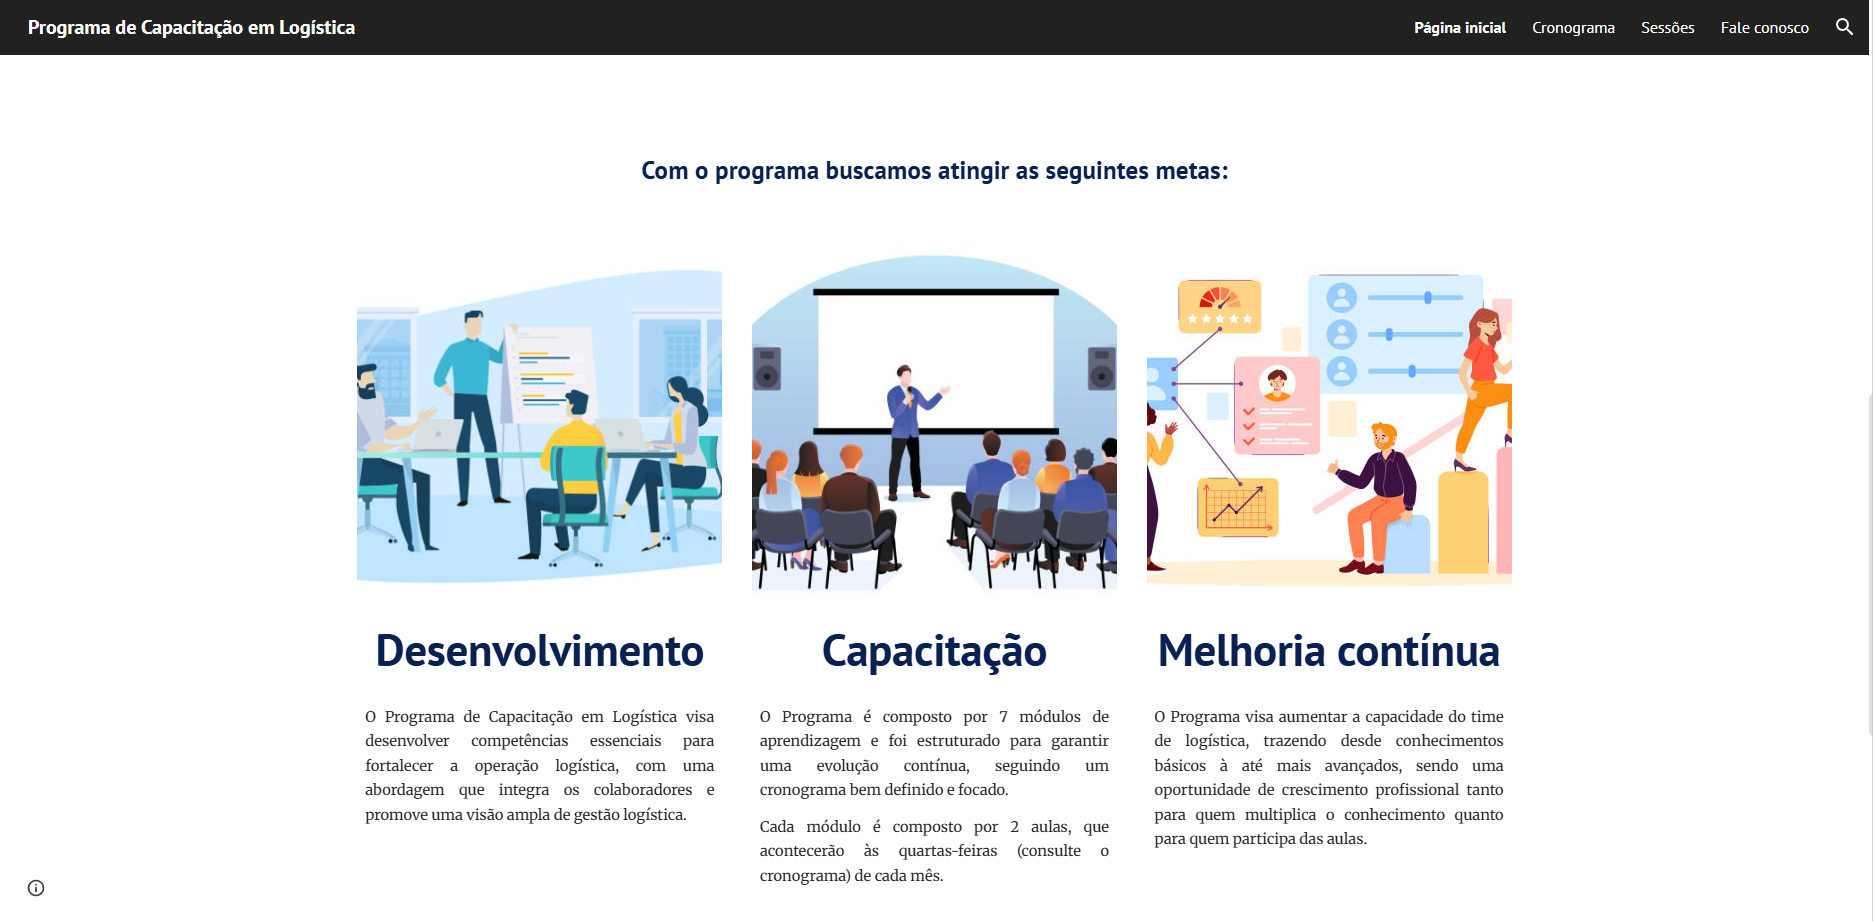 Programa de Capacitação em Logística
Página inicial
Cronograma
Sessões
Fale conosco
Com o programa buscamos atingir as seguintes metas:
Desenvolvimento
O Programa de Capacitação em Logística visa
desenvolver competências essenciais para
fortalecer a operação logística, com uma
abordagem que integra os colaboradores e
promove uma visão ampla de gestão logística.
Capacitação
O Programa é composto por 7 módulos de
aprendizagem e foi estruturado para garantir
uma evolução contínua, seguindo um
cronograma bem definido e focado.
Cada módulo é composto por 2 aulas, que
acontecerão às quartas-feiras (consulte o
cronograma) de cada mês.
Melhoria contínua
O Programa visa aumentar a capacidade do time
de logística, trazendo desde conhecimentos
básicos à até mais avançados, sendo uma
oportunidade de crescimento profissional tanto
para quem multiplica o conhecimento quanto
para quem participa das aulas.